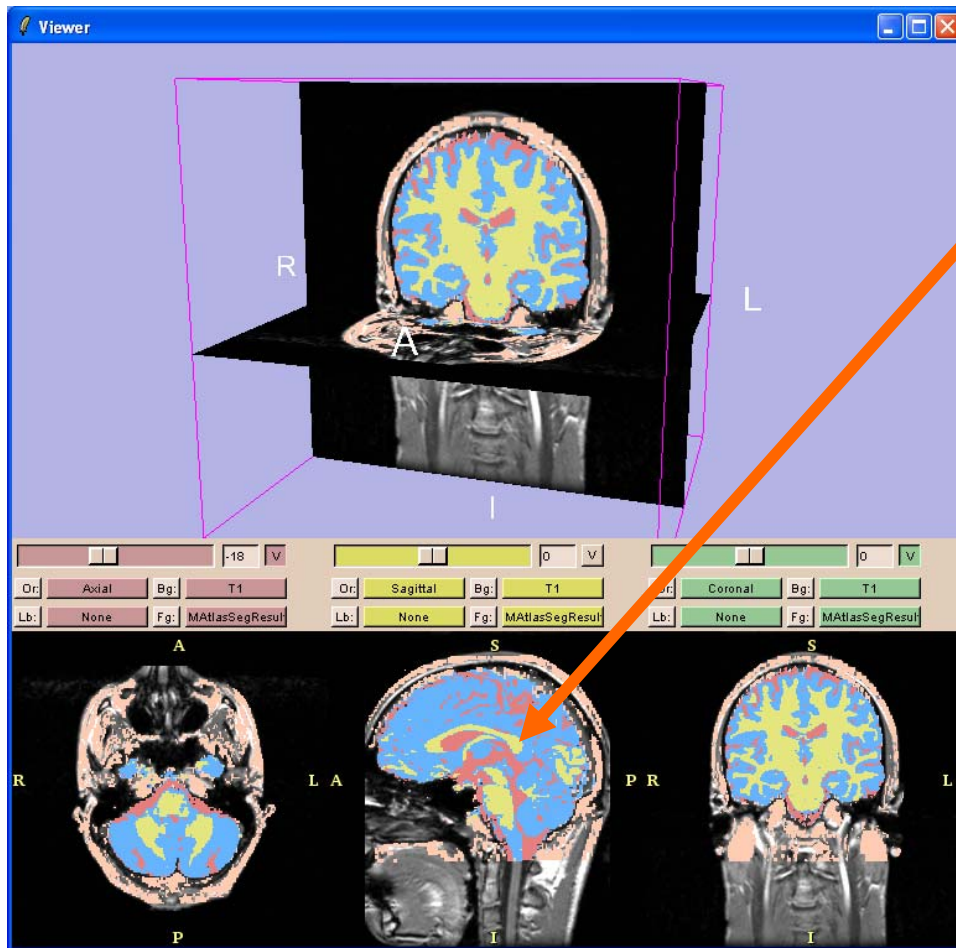 Viewer
R
L
A
I
-18 V 0 V 0 V
Or: Axial Bg: T1 Or: Sagittal Bg: T1 Or: Coronal Bg: T1
Lb: None Fg: MAtlasSegResul Lb: None Fg: MAtlasSegResul Lb: None Fg: MAtlasSegResul
A S S
R L A P R L
P I I